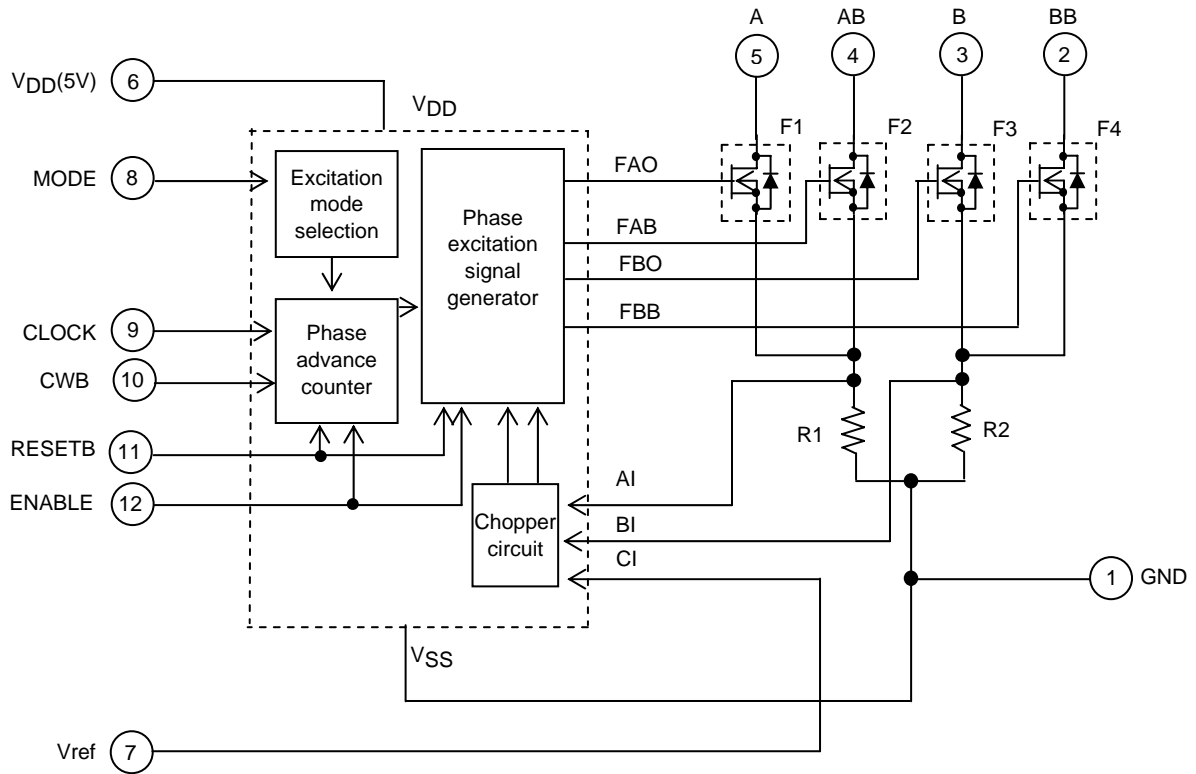 A AB B BB
5 4 3 2
VDD(5V) 6
VDD
F1 F2 F3 F4
MODE 8
Excitation
mode
selection
Phase
excitation
signal
generator
FAO
FAB
FBO
FBB
CLOCK 9
CWB 10
Phase
advance
counter
RESETB 11
ENABLE 12
R1 R2
Chopper
circuit
AI
BI
CI
1 GND
VSS
Vref 7